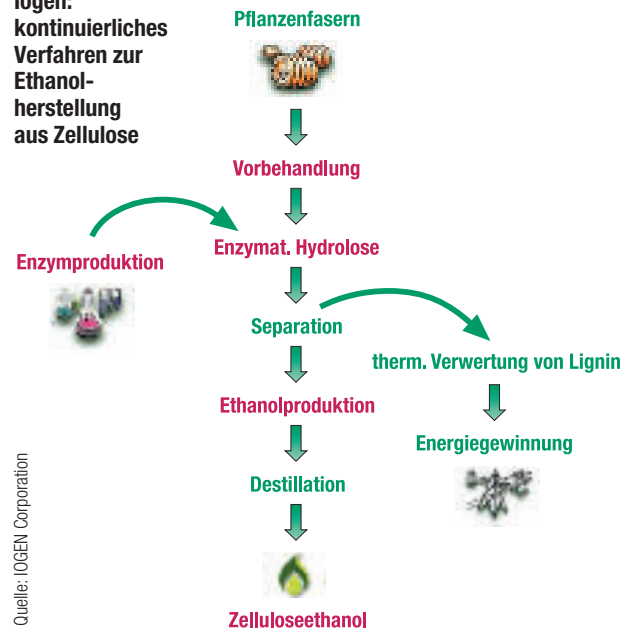 Iogen:
kontinuierliches
Verfahren zur
Ethanol-
herstellung
aus Zellulose
Pflanzenfasern
Vorbehandlung
Enzymproduktion
Enzymat. Hydrolose
Separation
therm. Verwertung von Lignin
Ethanolproduktion
Energiegewinnung
Destillation
Zelluloseethanol
Quelle: IOGEN Corporation